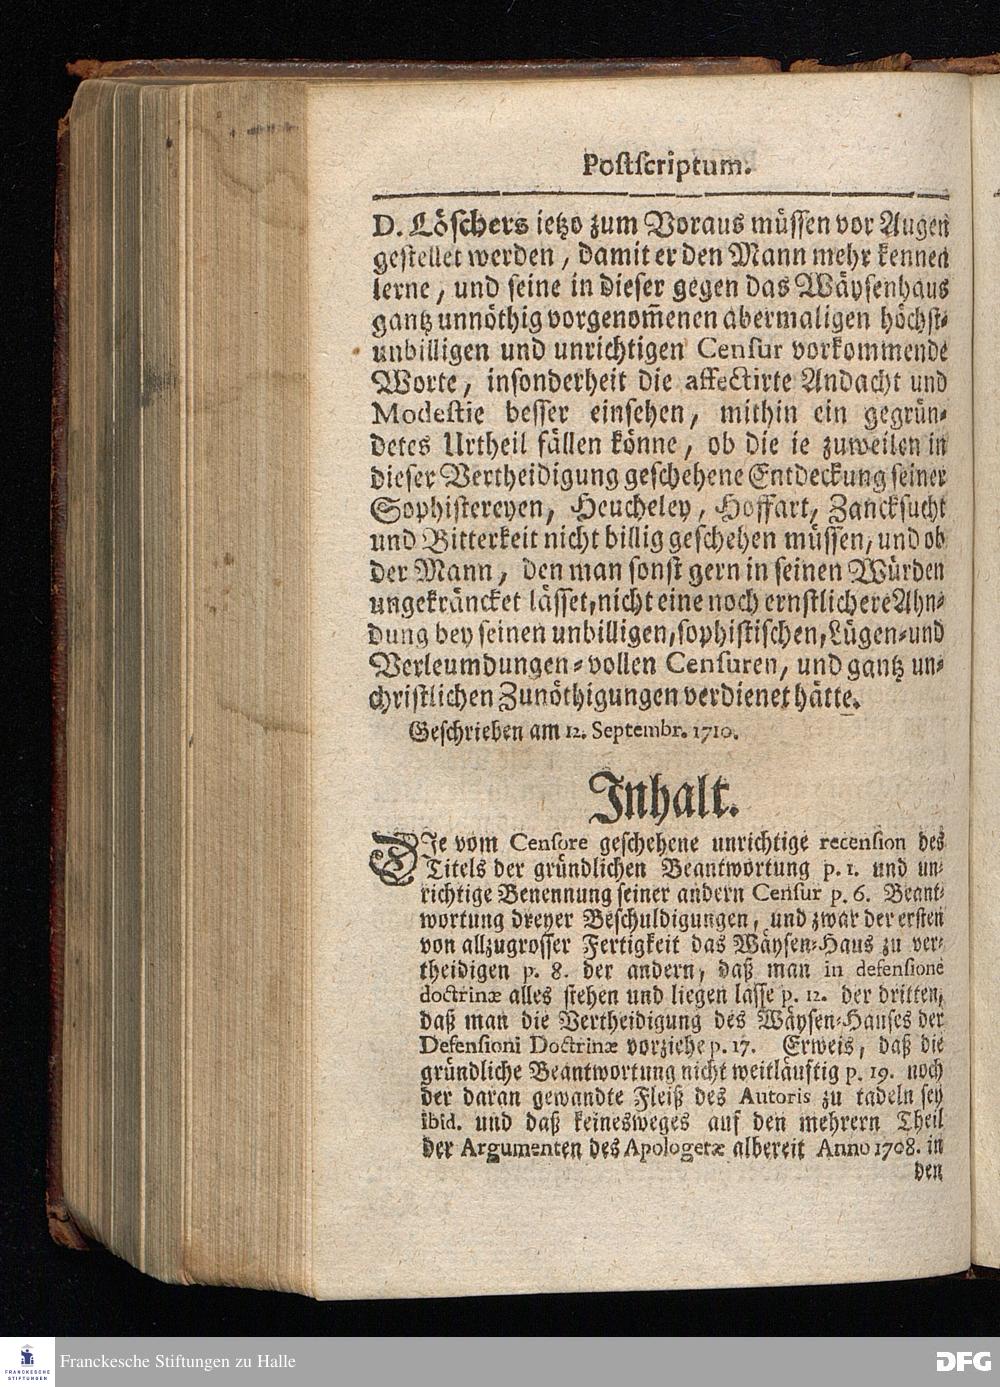 Postscriptum.
D. Löschers ietzo zum Voraus müssen vor Augen
gestellet werden, damit er den Mann mehr kennen
lerne, und seine in dieser gegen das Wäysenhaus
gantz unnöthig vorgenom̅enen abermaligen höchst-
unbilligen und unrichtigen Censur vorkommende
Worte, insonderheit die affectirte Andacht und
Modestie besser einsehen, mithin ein gegrün-
detes Urtheil fällen könne, ob die ie zuweilen in
dieser Vertheidigung geschehene Entdeckung seiner
Sophistereyen, Heucheley, Hoffart, Zancksucht
und Bitterkeit nicht billig geschehen müssen, und ob
der Mann, den man sonst gern in seinen Würden
ungekräncket lässet, nicht eine noch ernstlichere Ahn-
dung bey seinen unbilligen, sophistischen, Lügen-und
Verleumdungen-vollen Censuren, und gantz un-
christlichen Zunöthigungen verdienet hätte.
Geschrieben am 12. Septembr. 1710.
Inhalt.
DIe vom Censore geschehene unrichtige recension des
Titels der gründlichen Beantwortung p. 1. und un-
richtige Benennung seiner andern Censur p. 6. Beant-
wortung dreyer Beschuldigungen, und zwar der ersten
von allzugrosser Fertigkeit das Wäysen-Haus zu ver-
theidigen p. 8. der andern, daß man in defensione
doctrinæ alles stehen und liegen lasse p. 12. der dritten,
daß man die Vertheidigung des Wäysen-Hauses der
Defensioni Doctrinæ vorziehe p. 17. Erweis, daß die
gründliche Beantwortung nicht weitläuftig p. 19. noch
der daran gewandte Fleiß des Autoris zu tadeln sey
ibid. und daß keinesweges auf den mehrern Theil
der Argumenten des Apologetæ albereit Anno 1708. in
den
FRANCKESCHE
STIFTUNGEN
Franckesche Stiftungen zu Halle
DFG